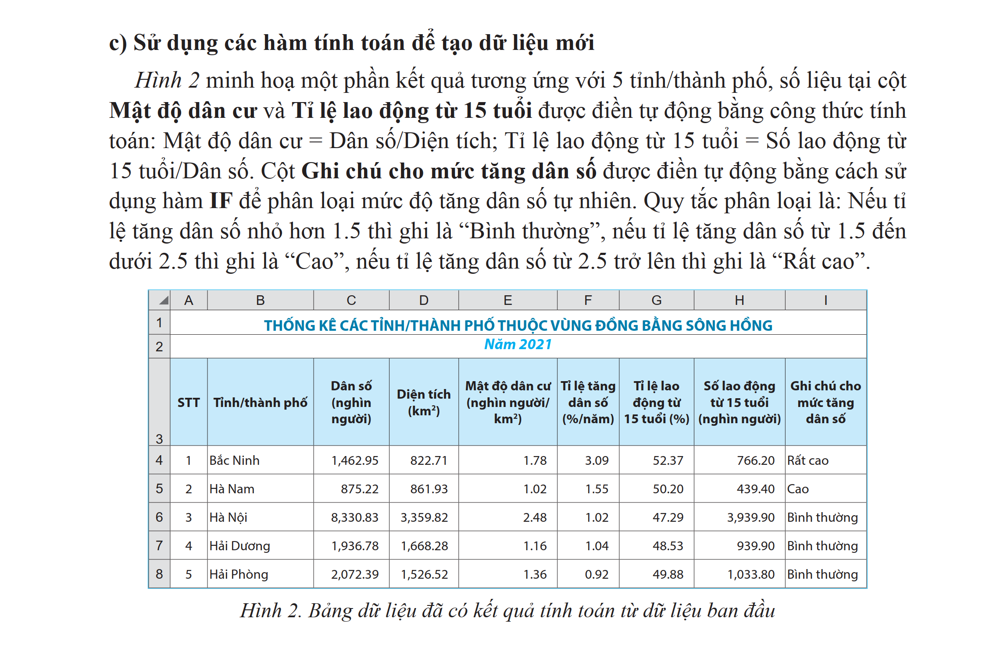 c) Sử dụng các hàm tính toán để tạo dữ liệu mới
Hình 2 minh hoạ một phần kết quả tương ứng với 5 tỉnh/thành phố, số liệu tại cột
Mật độ dân cư và Tỉ lệ lao động từ 15 tuổi được điền tự động bằng công thức tính
toán: Mật độ dân cư = Dân số/Diện tích; Tỉ lệ lao động từ 15 tuổi = Số lao động từ
15 tuổi/Dân số. Cột Ghi chú cho mức tăng dân số được điền tự động bằng cách sử
dụng hàm IF để phân loại mức độ tăng dân số tự nhiên. Quy tắc phân loại là: Nếu tỉ
lệ tăng dân số nhỏ hơn 1.5 thì ghi là “Bình thường”, nếu tỉ lệ tăng dân số từ 1.5 đến
dưới 2.5 thì ghi là “Cao”, nếu tỉ lệ tăng dân số từ 2.5 trở lên thì ghi là “Rất cao”.
A B C D E F G H I
1 THỐNG KÊ CÁC TỈNH/THÀNH PHỐ THUỘC VÙNG ĐỒNG BẰNG SÔNG HỒNG
2 Năm 2021
3 STT Tỉnh/thành phố Dân số (nghìn người) Diện tích (km²) Mật độ dân cư (nghìn người/ km²) Tỉ lệ tăng dân số (%/năm) Tỉ lệ lao động từ 15 tuổi (%) Số lao động từ 15 tuổi (nghìn người) Ghi chú cho mức tăng dân số
4 1 Bắc Ninh 1,462.95 822.71 1.78 3.09 52.37 766.20 Rất cao
5 2 Hà Nam 875.22 861.93 1.02 1.55 50.20 439.40 Cao
6 3 Hà Nội 8,330.83 3,359.82 2.48 1.02 47.29 3,939.90 Bình thường
7 4 Hải Dương 1,936.78 1,668.28 1.16 1.04 48.53 939.90 Bình thường
8 5 Hải Phòng 2,072.39 1,526.52 1.36 0.92 49.88 1,033.80 Bình thường
Hình 2. Bảng dữ liệu đã có kết quả tính toán từ dữ liệu ban đầu